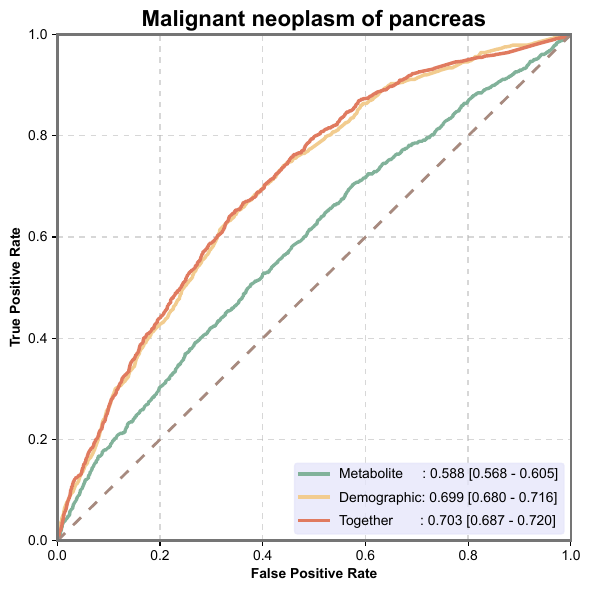 Malignant neoplasm of pancreas
1.0
0.8
0.6
0.4
0.2
0.0
True Positive Rate
Metabolite : 0.588 [0.568 - 0.605]
Demographic: 0.699 [0.680 - 0.716]
Together : 0.703 [0.687 - 0.720]
0.0 0.2 0.4 0.6 0.8 1.0
False Positive Rate